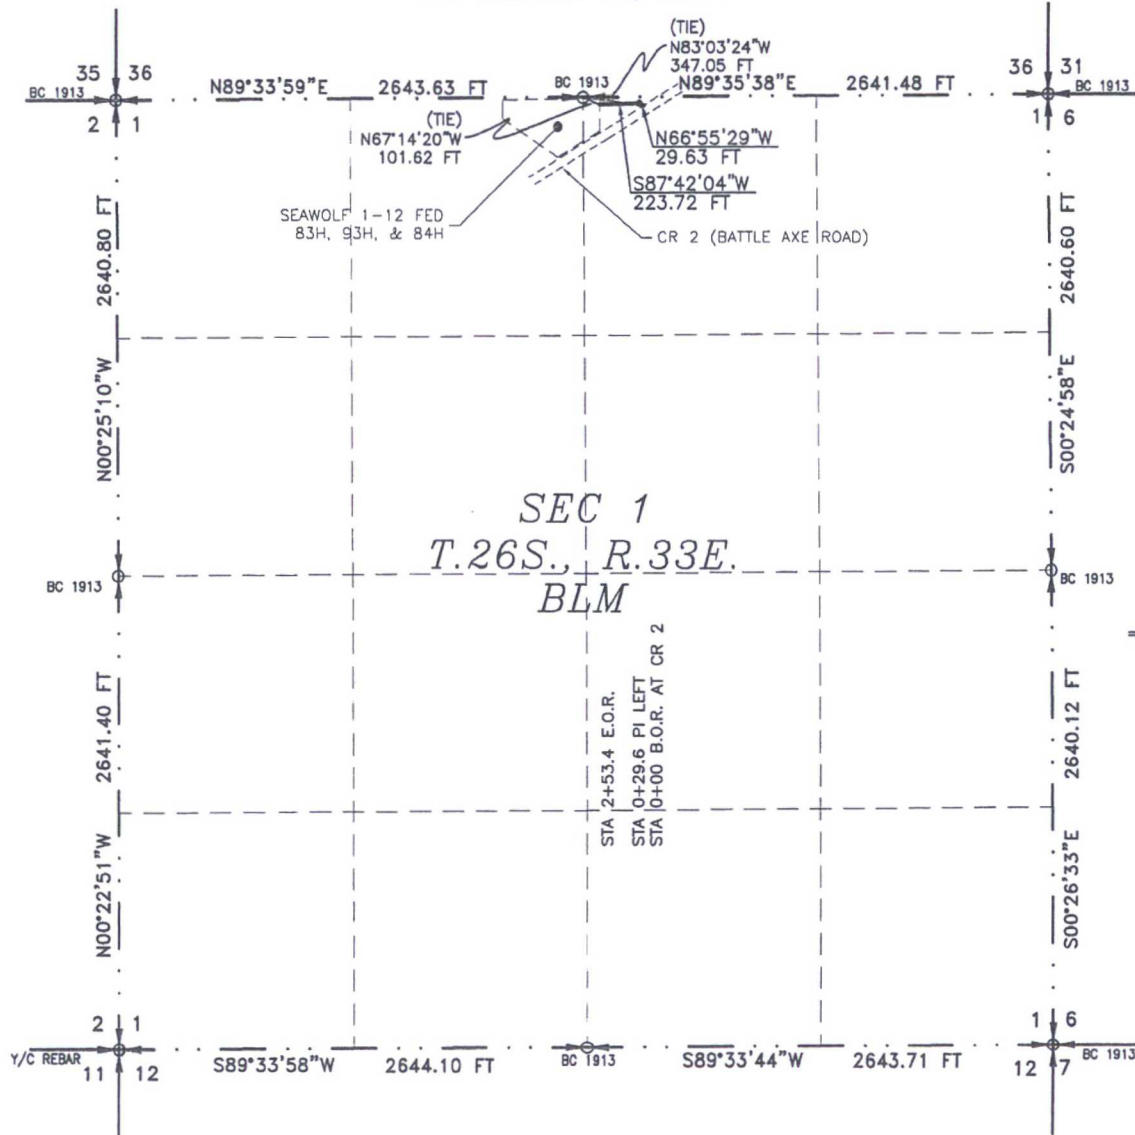 (TIE)
N83°03'24"W
347.05 FT
35 36
BC 1913
N89°33'59"E 2643.63 FT
BC 1913
N89°35'38"E 2641.48 FT
36 31
BC 1913
2 1
1 6
(TIE)
N67°14'20"W
101.62 FT
N66°55'29"W
29.63 FT
S87°42'04"W
223.72 FT
SEAWOLF 1-12 FED
83H, 93H, & 84H
CR 2 (BATTLE AXE ROAD)
2640.80 FT
N00°25'10"W
2640.60 FT
S00°24'58"E
SEC 1
T.26S., R.33E.
BLM
BC 1913
BC 1913
STA 2+53.4 E.O.R.
STA 0+29.6 PI LEFT
STA 0+00 B.O.R. AT CR 2
2641.40 FT
N00°22'51"W
2640.12 FT
S00°26'33"E
2 1
Y/C REBAR
11 12
S89°33'58"W 2644.10 FT
BC 1913
S89°33'44"W 2643.71 FT
1 6
BC 1913
12 7